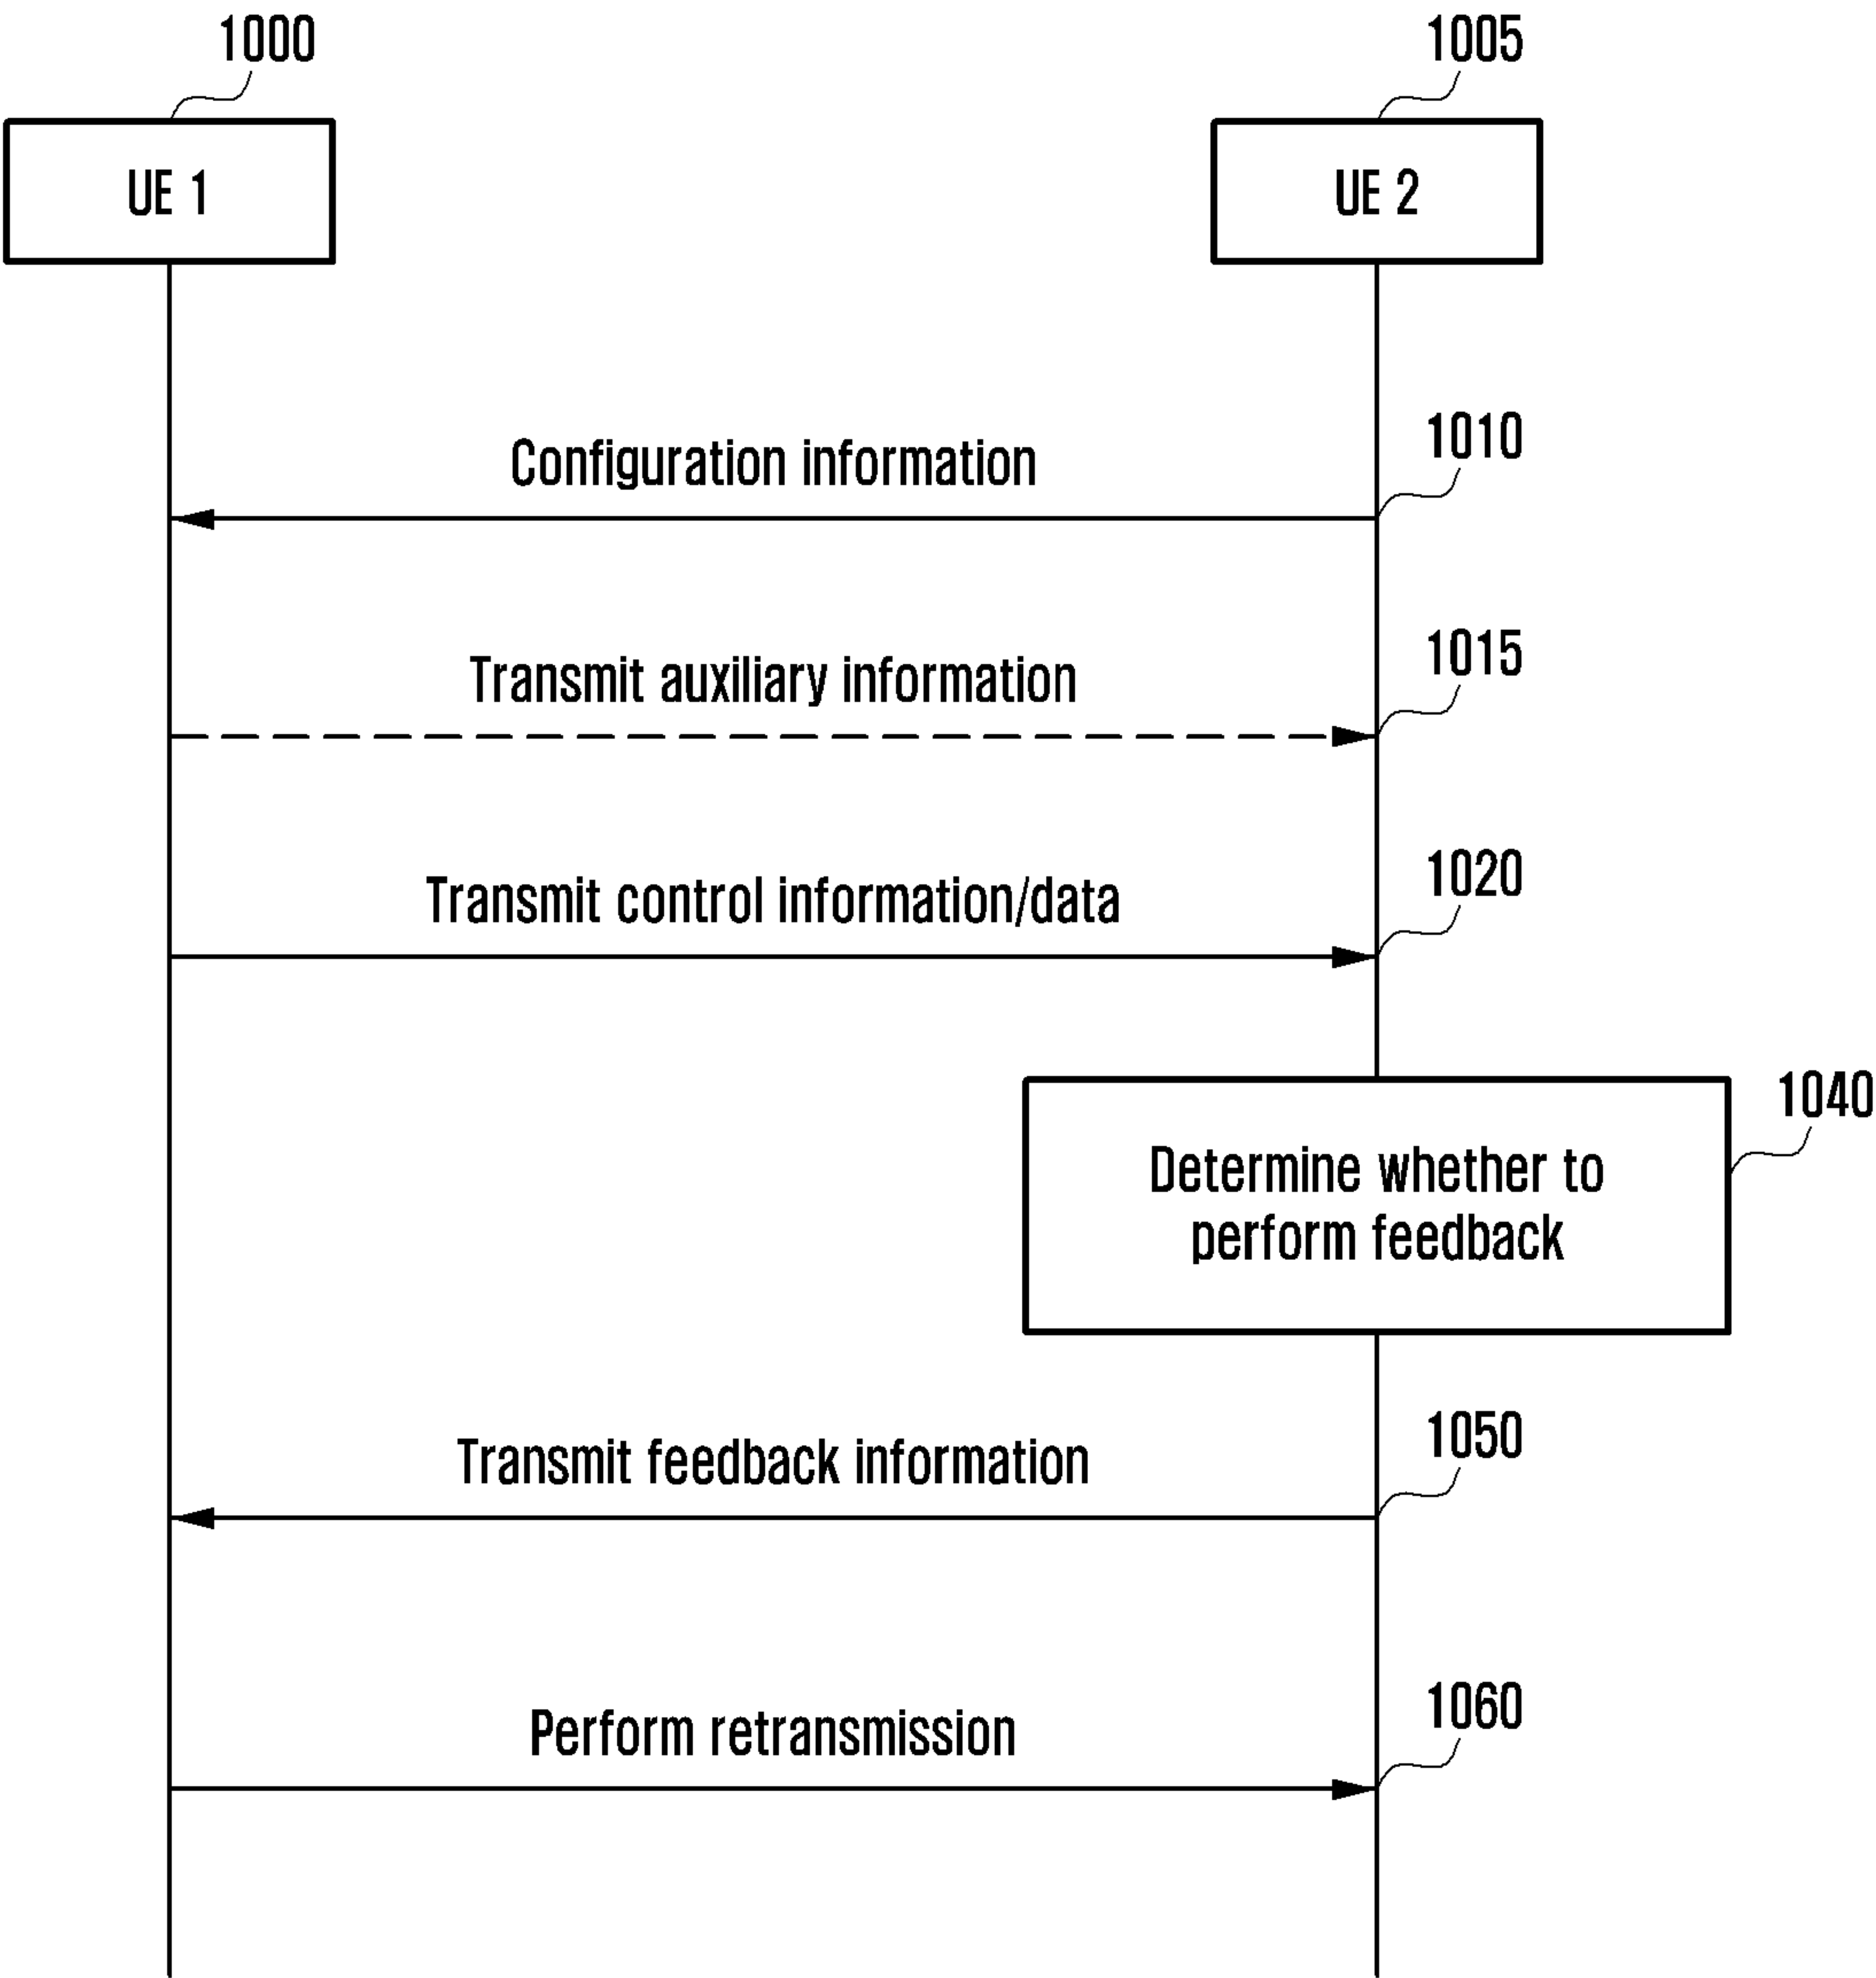 1000
1005
UE 1
UE 2
1010
Configuration information
1015
Transmit auxiliary information
1020
Transmit control information/data
1040
Determine whether to
perform feedback
1050
Transmit feedback information
1060
Perform retransmission